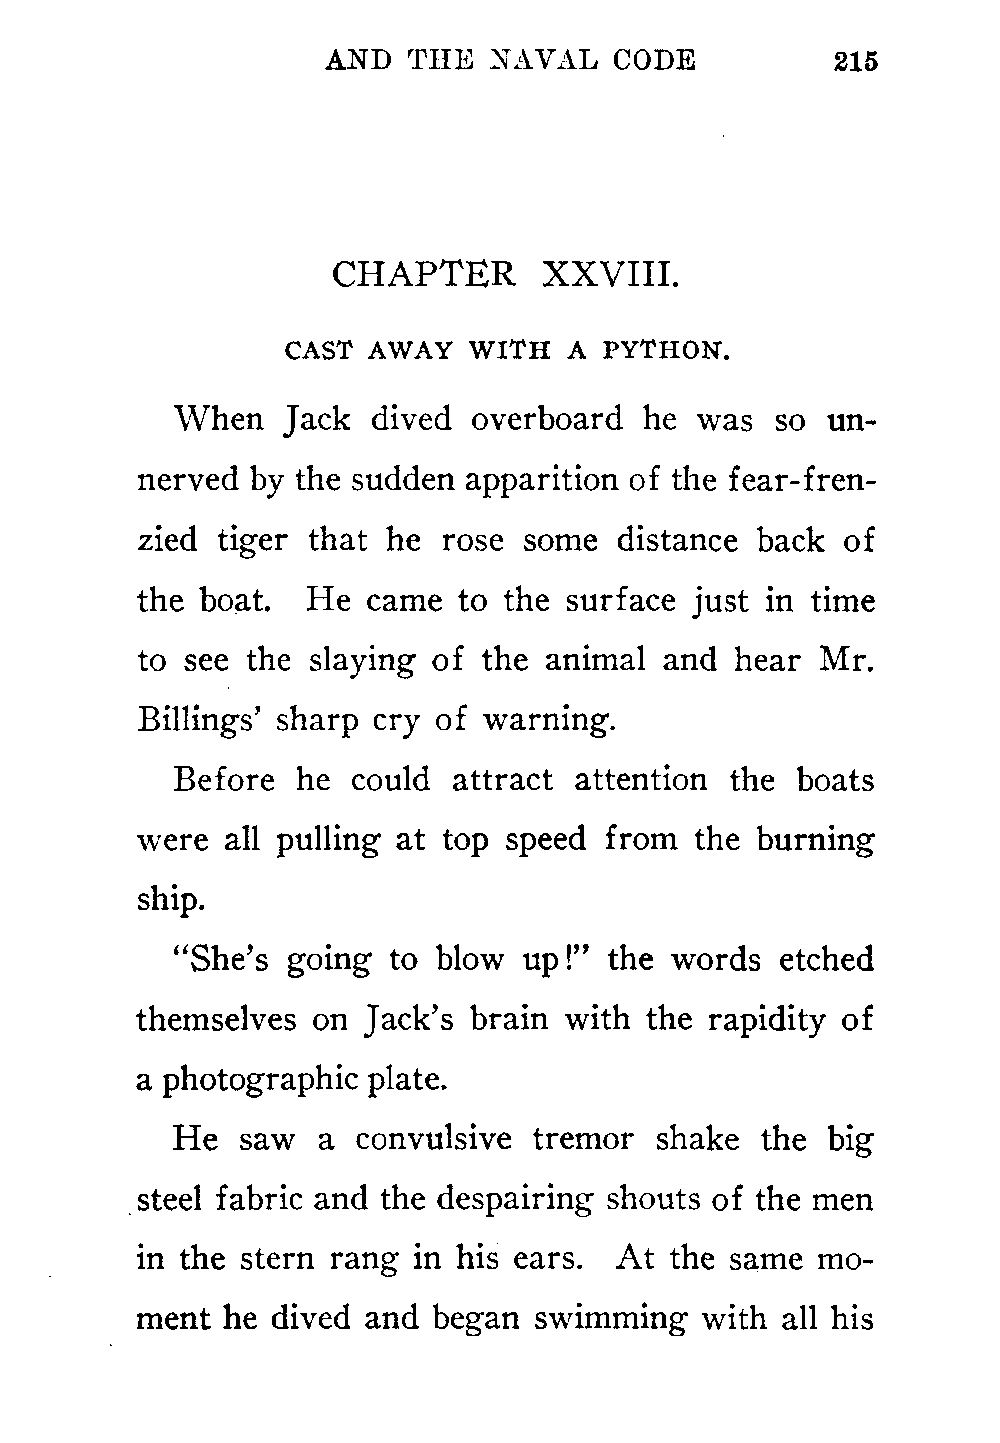 AND THE NAVAL CODE 215
CHAPTER XXVIII.
CAST AWAY WITH A PYTHON.
When Jack dived overboard he was so un-
nerved by the sudden apparition of the fear-fren-
zied tiger that he rose some distance back of
the boat. He came to the surface just in time
to see the slaying of the animal and hear Mr.
Billings' sharp cry of warning.
Before he could attract attention the boats
were all pulling at top speed from the burning
ship.
“She's going to blow up!” the words etched
themselves on Jack's brain with the rapidity of
a photographic plate.
He saw a convulsive tremor shake the big
steel fabric and the despairing shouts of the men
in the stern rang in his ears. At the same mo-
ment he dived and began swimming with all his